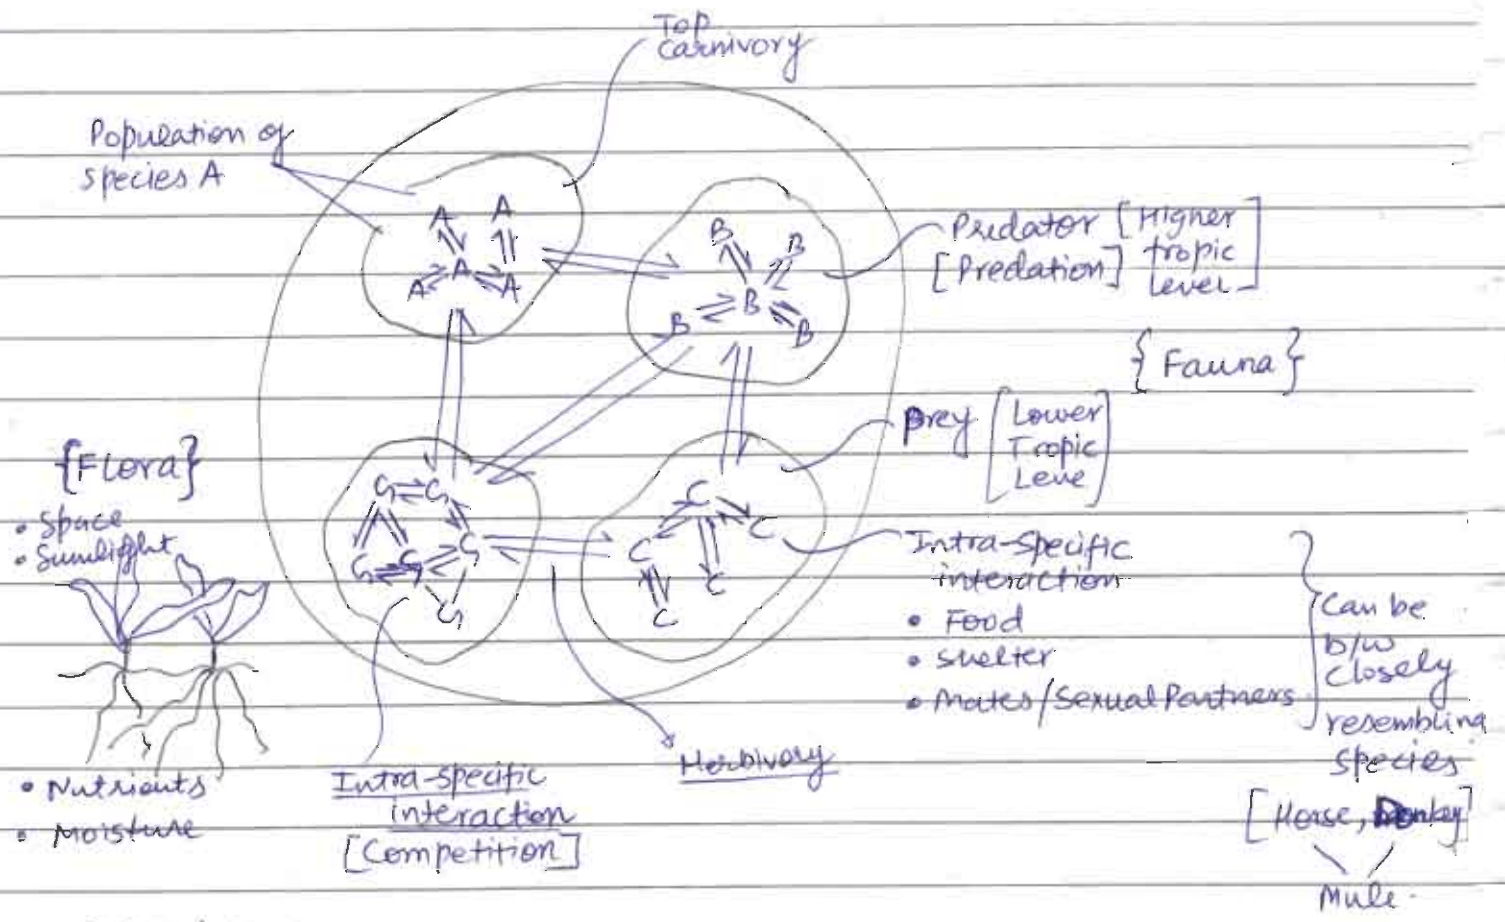 Top
Carnivory
Population of
species A
A A
A A A
B B
B B B
Predator [Higher
[Predation] tropic
level]
{Fauna}
Prey [Lower
Tropic
Leve]
{Flora}
• Space
• Sunlight
G G
G G G
G
C C
C C
C
Intra-specific
interaction
• Food
• Shelter
• Mates/Sexual Partners
Can be
b/w
closely
resembling
species
[Horse, Donkey]
Mule.
Herbivory
Intra-specific
interaction
[Competition]
• Nutrients
• Moisture